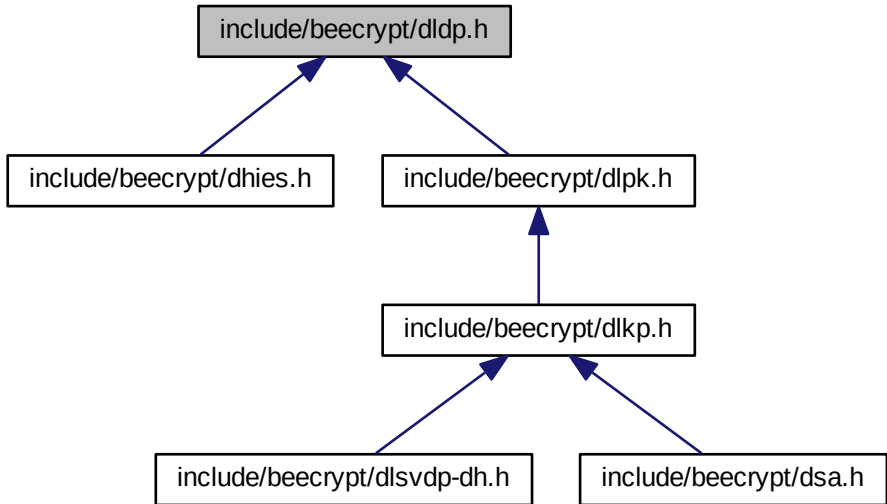 include/beecrypt/dldp.h
include/beecrypt/dhies.h
include/beecrypt/dlpk.h
include/beecrypt/dlkp.h
include/beecrypt/dlsvdp-dh.h
include/beecrypt/dsa.h